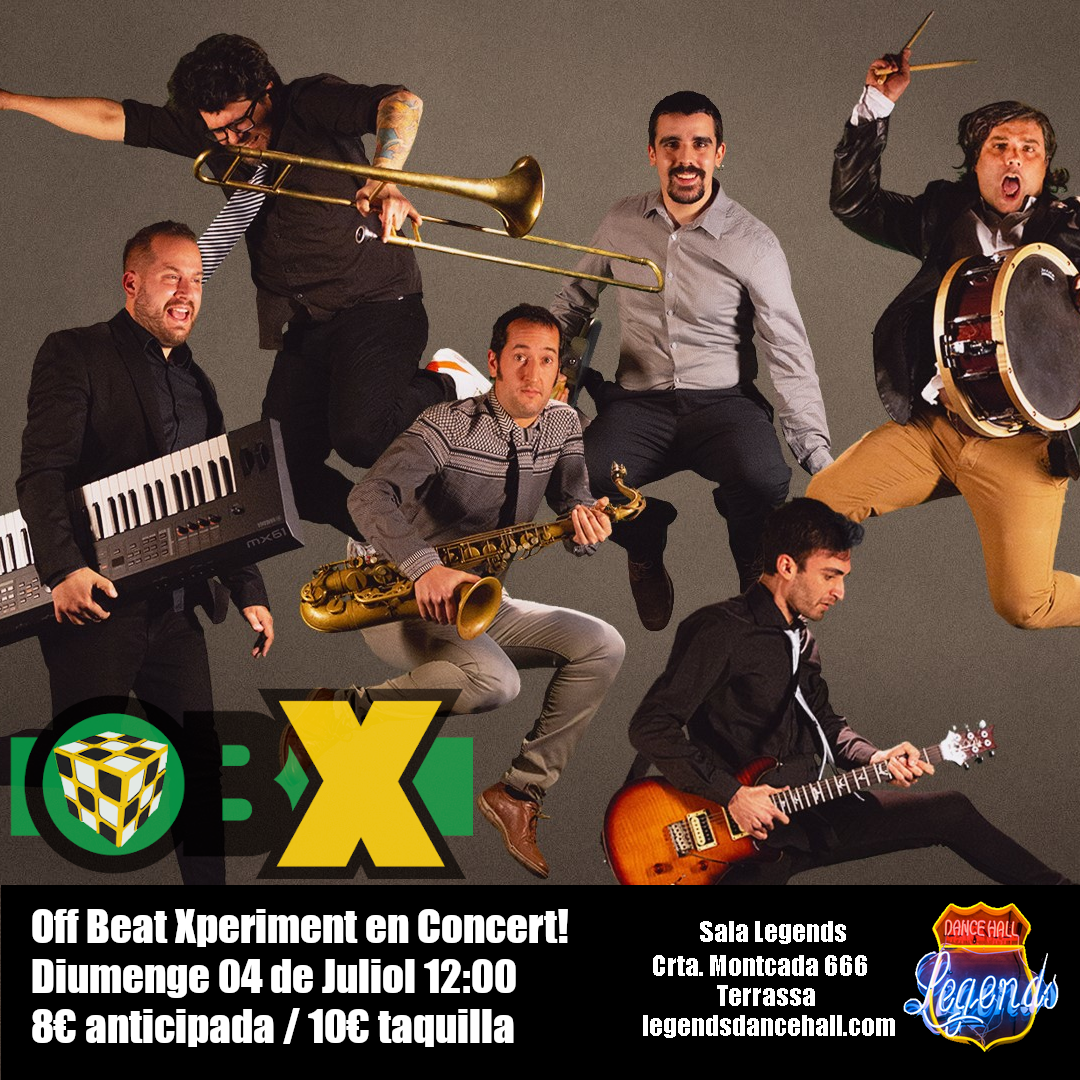 MX61
OBX
Off Beat Xperiment en Concert!
Diumenge 04 de Juliol 12:00
8€ anticipada / 10€ taquilla
Sala Legends
Crta. Montcada 666
Terrassa
legendsdancehall.com
DANCE HALL
Legends